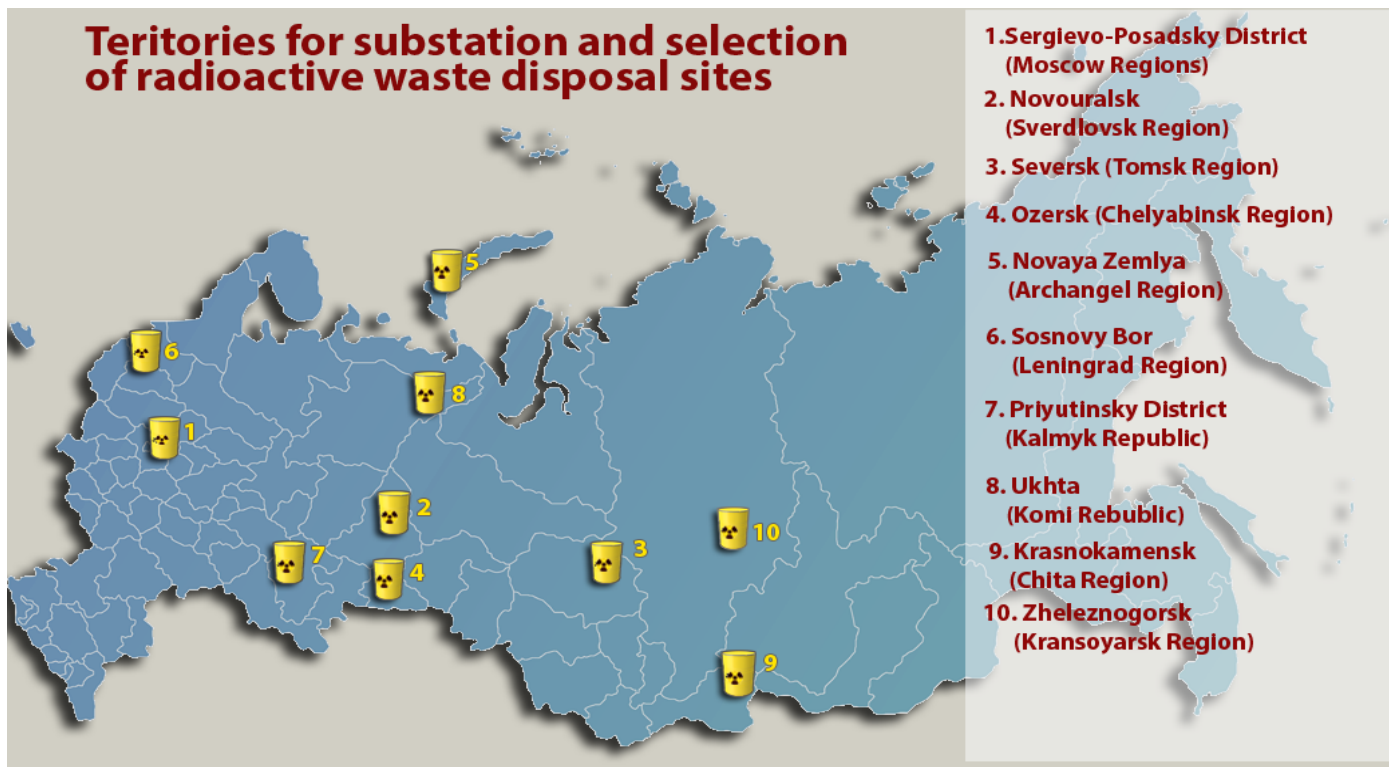 Teritories for substation and selection
of radioactive waste disposal sites
1.Sergievo-Posadsky District
(Moscow Regions)
2. Novouralsk
(Sverdlovsk Region)
3. Seversk (Tomsk Region)
4. Ozersk (Chelyabinsk Region)
5. Novaya Zemlya
(Archangel Region)
6. Sosnovy Bor
(Leningrad Region)
7. Priyutinsky District
(Kalmyk Republic)
8. Ukhta
(Komi Rebublic)
9. Krasnokamensk
(Chita Region)
10. Zheleznogorsk
(Kransoyarsk Region)
5
6
8
1
2
10
3
7
4
9